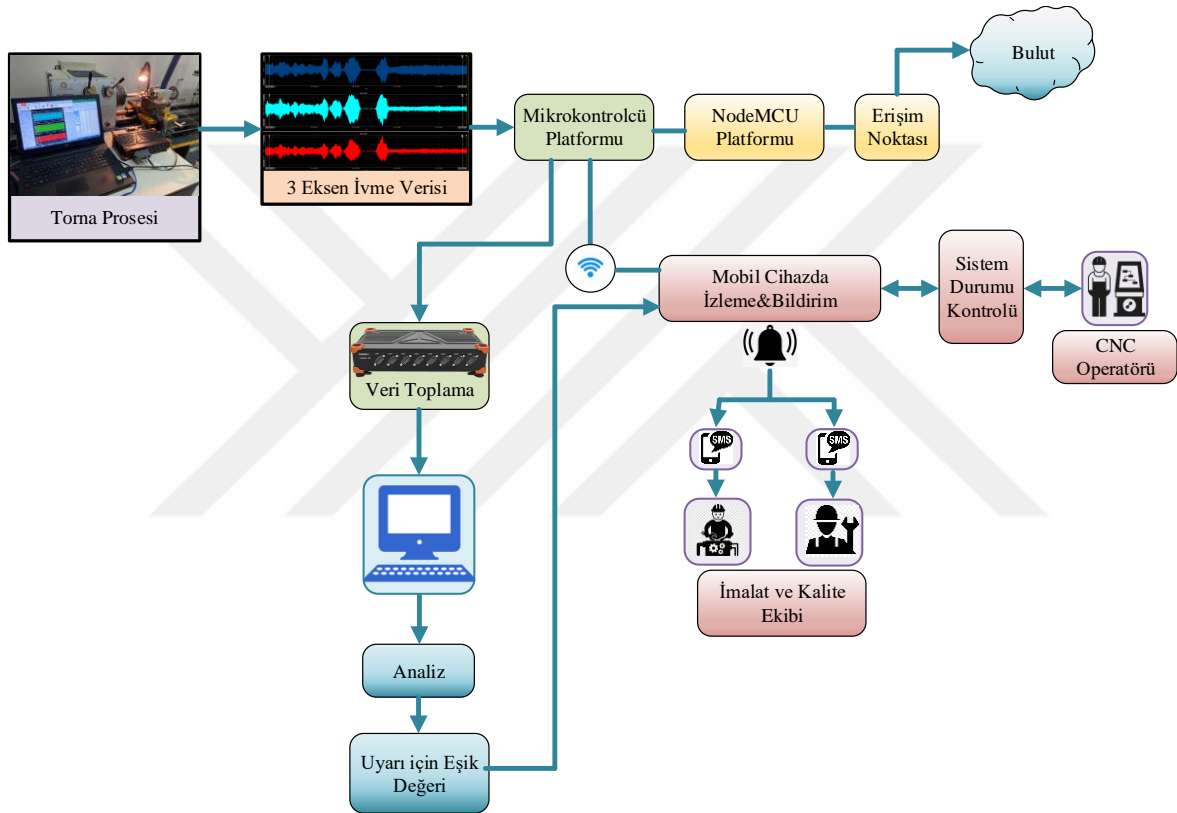 Torna Prosesi
3 Eksen İvme Verisi
Mikrokontrolcü
Platformu
NodeMCU
Platformu
Erişim
Noktası
Bulut
Mobil Cihazda
İzleme&Bildirim
Sistem
Durumu
Kontrolü
CNC
Operatörü
Veri Toplama
SMS
SMS
İmalat ve Kalite
Ekibi
Analiz
Uyarı için Eşik
Değeri